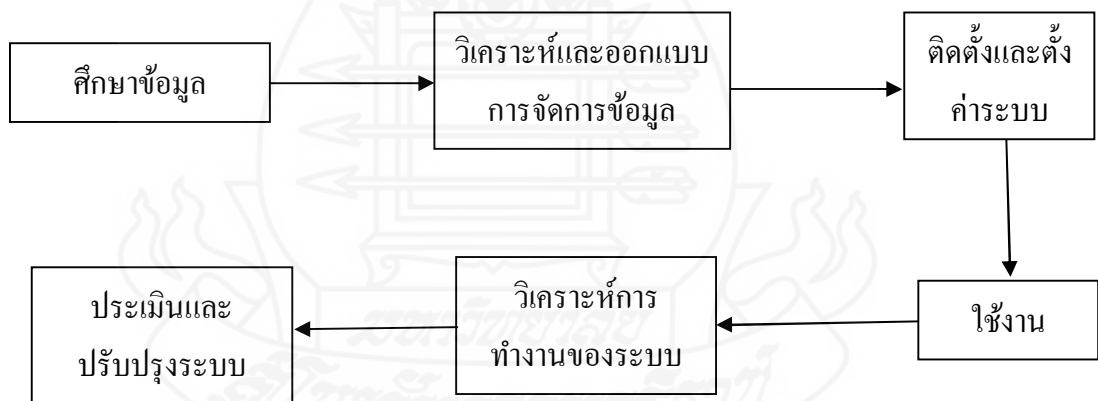 ศึกษาข้อมูล
วิเคราะห์และออกแบบ
การจัดการข้อมูล
ติดตั้งและตั้ง
ค่าระบบ
ใช้งาน
วิเคราะห์การ
ทำงานของระบบ
ประเมินและ
ปรับปรุงระบบ